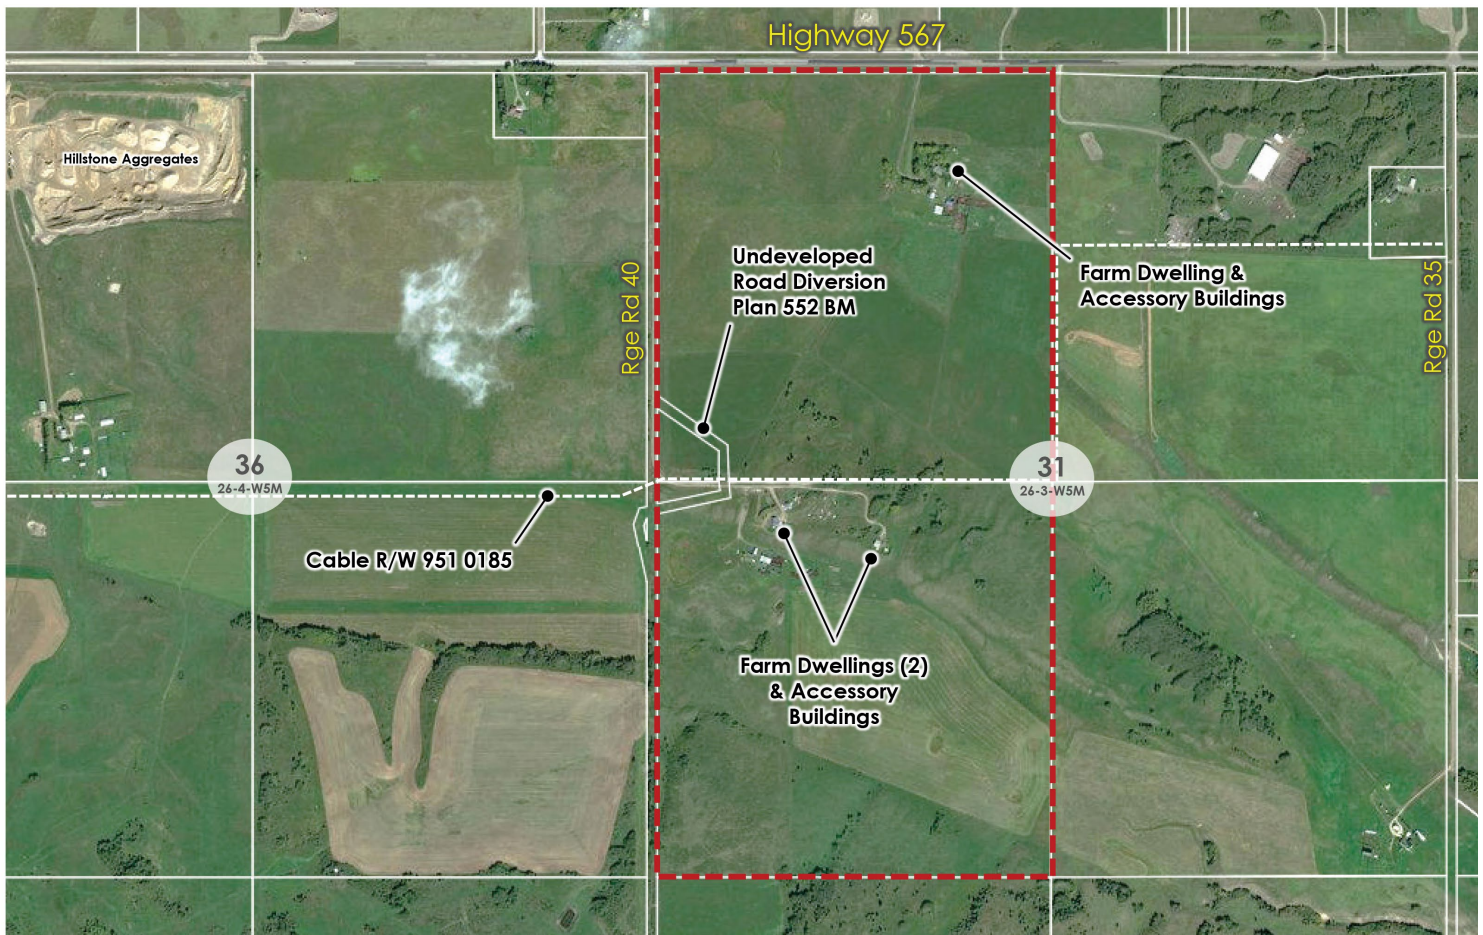 Highway 567
Hillstone Aggregates
Undeveloped
Road Diversion
Plan 552 BM
Rge Rd 40
Farm Dwelling &
Accessory Buildings
Rge Rd 35
36
26-4-W5M
31
26-3-W5M
Cable R/W 951 0185
Farm Dwellings (2)
& Accessory
Buildings